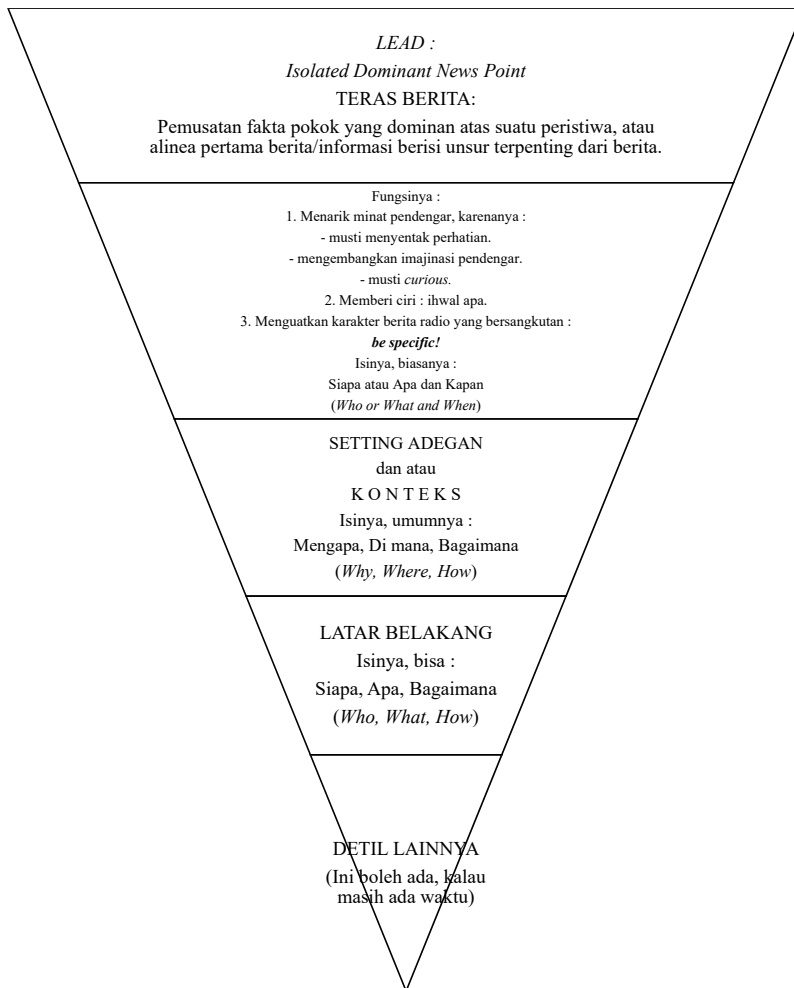 LEAD :
Isolated Dominant News Point
TERAS BERITA:
Pemusatan fakta pokok yang dominan atas suatu peristiwa, atau
alinea pertama berita/informasi berisi unsur terpenting dari berita.
Fungsinya :
1. Menarik minat pendengar, karenanya :
- musti menyentak perhatian.
- mengembangkan imajinasi pendengar.
- musti curious.
2. Memberi ciri : ihwal apa.
3. Menguatkan karakter berita radio yang bersangkutan :
be specific!
Isinya, biasanya :
Siapa atau Apa dan Kapan
(Who or What and When)
SETTING ADEGAN
dan atau
K O N T E K S
Isinya, umumnya :
Mengapa, Di mana, Bagaimana
(Why, Where, How)
LATAR BELAKANG
Isinya, bisa :
Siapa, Apa, Bagaimana
(Who, What, How)
DETIL LAINNYA
(Ini boleh ada, kalau
masih ada waktu)